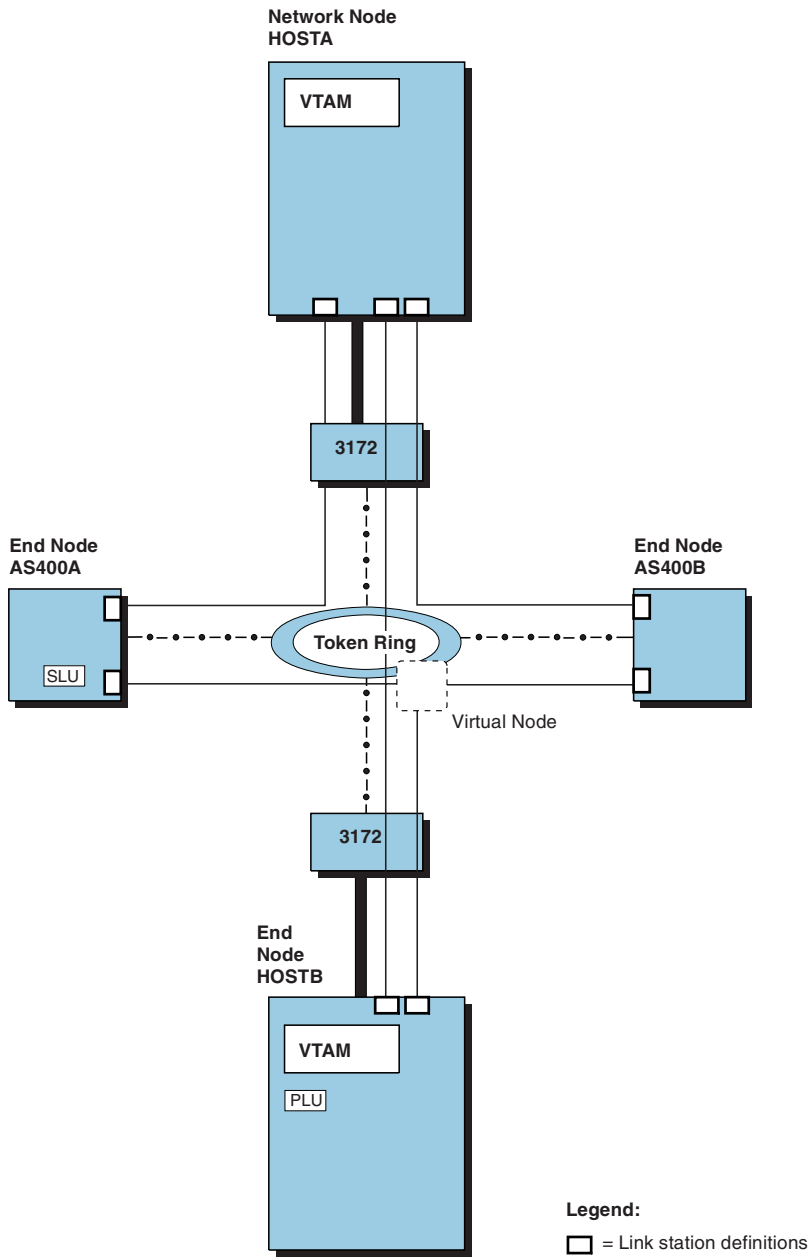 Network Node
HOSTA
VTAM
3172
End Node
AS400A
End Node
AS400B
Token Ring
SLU
Virtual Node
3172
End
Node
HOSTB
VTAM
PLU
Legend:
= Link station definitions